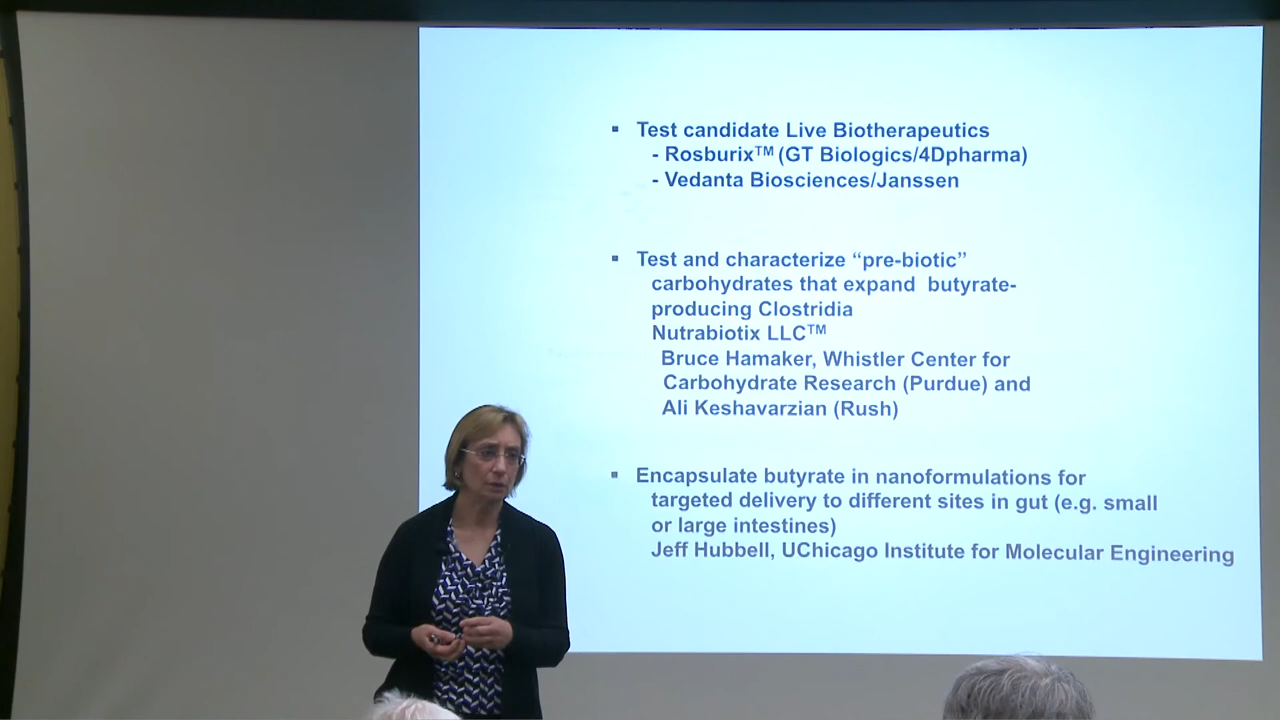 ▪ Test candidate Live Biotherapeutics
- Rosburix™ (GT Biologics/4Dpharma)
- Vedanta Biosciences/Janssen
▪ Test and characterize “pre-biotic”
carbohydrates that expand butyrate-
producing Clostridia
Nutrabiotix LLC™
Bruce Hamaker, Whistler Center for
Carbohydrate Research (Purdue) and
Ali Keshavarzian (Rush)
▪ Encapsulate butyrate in nanoformulations for
targeted delivery to different sites in gut (e.g. small
or large intestines)
Jeff Hubbell, UChicago Institute for Molecular Engineering